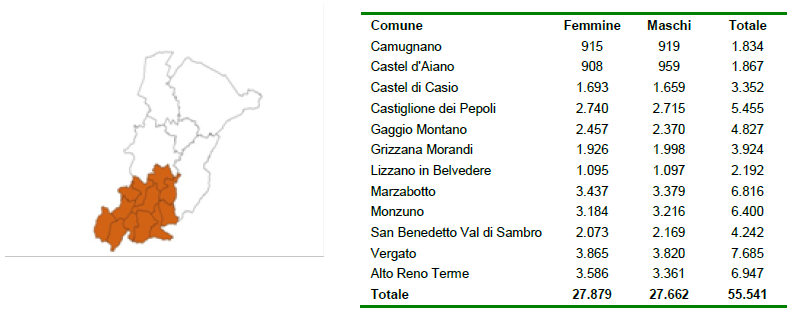 Comune Femmine Maschi Totale
Camugnano 915 919 1.834
Castel d'Aiano 908 959 1.867
Castel di Casio 1.693 1.659 3.352
Castiglione dei Pepoli 2.740 2.715 5.455
Gaggio Montano 2.457 2.370 4.827
Grizzana Morandi 1.926 1.998 3.924
Lizzano in Belvedere 1.095 1.097 2.192
Marzabotto 3.437 3.379 6.816
Monzuno 3.184 3.216 6.400
San Benedetto Val di Sambro 2.073 2.169 4.242
Vergato 3.865 3.820 7.685
Alto Reno Terme 3.586 3.361 6.947
Totale 27.879 27.662 55.541